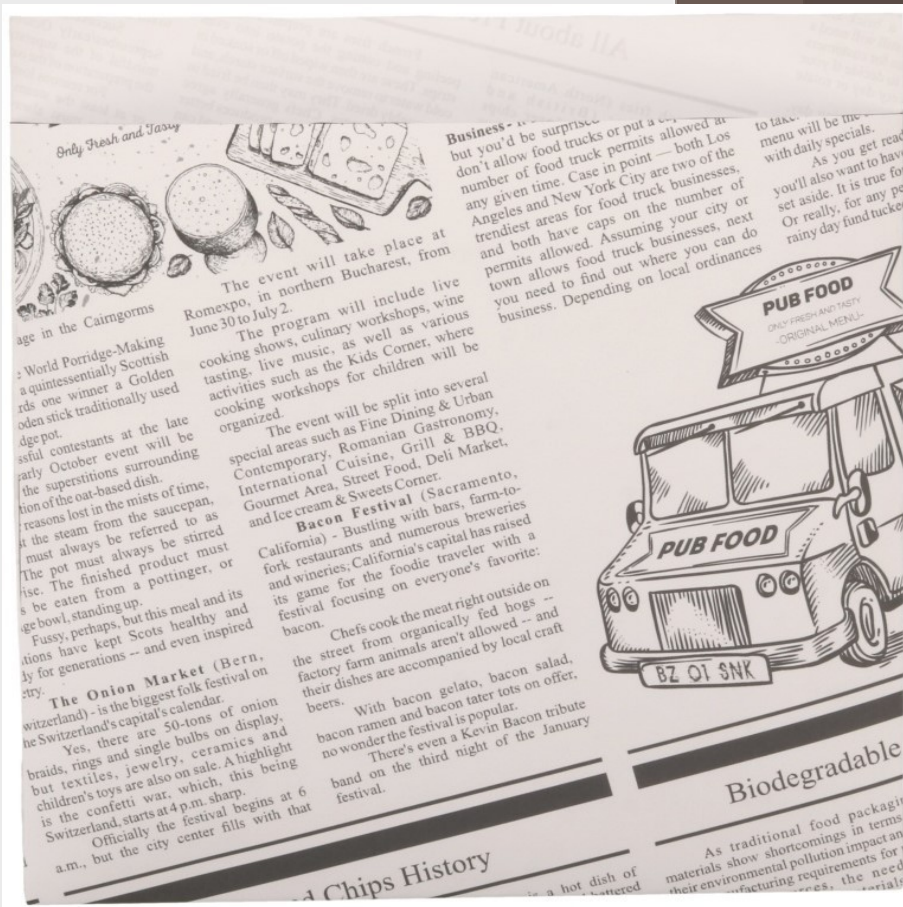 All about
Only Fresh and Tasty
age in the Cairngorms
World Porridge-Making
a quintessentially Scottish
rds one winner a Golden
oden stick traditionally used
dge pot.
ssful contestants at the late
early October event will be
the superstitions surrounding
tion of the oat-based dish.
reasons lost in the mists of time,
t the steam from the saucepan,
must always be referred to as
The pot must always be stirred
ise. The finished product must
s be eaten from a pottinger, or
ge bowl, standing up.
Fussy, perhaps, but this meal and its
tions have kept Scots healthy and
dy for generations -- and even inspired
etry.
The Onion Market (Bern,
witzerland) - is the biggest folk festival on
he Switzerland's capital's calendar.
Yes, there are 50-tons of onion
braids, rings and single bulbs on display,
but textiles, jewelry, ceramics and
children's toys are also on sale. A highlight
is the confetti war, which, this being
Switzerland, starts at 4 p.m. sharp.
Officially the festival begins at 6
a.m., but the city center fills with that
The event will take place at
Romexpo, in northern Bucharest, from
June 30 to July 2.
The program will include live
cooking shows, culinary workshops, wine
tasting, live music, as well as various
activities such as the Kids Corner, where
cooking workshops for children will be
organized.
The event will be split into several
special areas such as Fine Dining & Urban
Contemporary, Romanian Gastronomy,
International Cuisine, Grill & BBQ,
Gourmet Area, Street Food, Deli Market,
and Ice cream & Sweets Corner.
Bacon Festival (Sacramento,
California) - Bustling with bars, farm-to-
fork restaurants and numerous breweries
and wineries; California's capital has raised
its game for the foodie traveler with a
festival focusing on everyone's favorite:
bacon.
Chefs cook the meat right outside on
the street from organically fed hogs --
factory farm animals aren't allowed -- and
their dishes are accompanied by local craft
beers.
With bacon gelato, bacon salad,
bacon ramen and bacon tater tots on offer,
no wonder the festival is popular.
There's even a Kevin Bacon tribute
band on the third night of the January
festival.
Business -
but you'd be surprised
don't allow food trucks or put a
number of food truck permits allowed at
any given time. Case in point — both Los
Angeles and New York City are two of the
trendiest areas for food truck businesses,
and both have caps on the number of
permits allowed. Assuming your city or
town allows food truck businesses, next
you need to find out where you can do
business. Depending on local ordinances
to take
menu will be the
with daily specials.
As you get read
you'll also want to have
set aside. It is true fo
Or really, for any pe
rainy day fund tucke
PUB FOOD
ONLY FRESH AND TASTY
-ORIGINAL MENU-
PUB FOOD
BZ OT SNK
d Chips History
is a hot dish of
battered
Biodegradable
As traditional food packagin
materials show shortcomings in terms
their environmental pollution impact an
ufacturing requirements for
the need